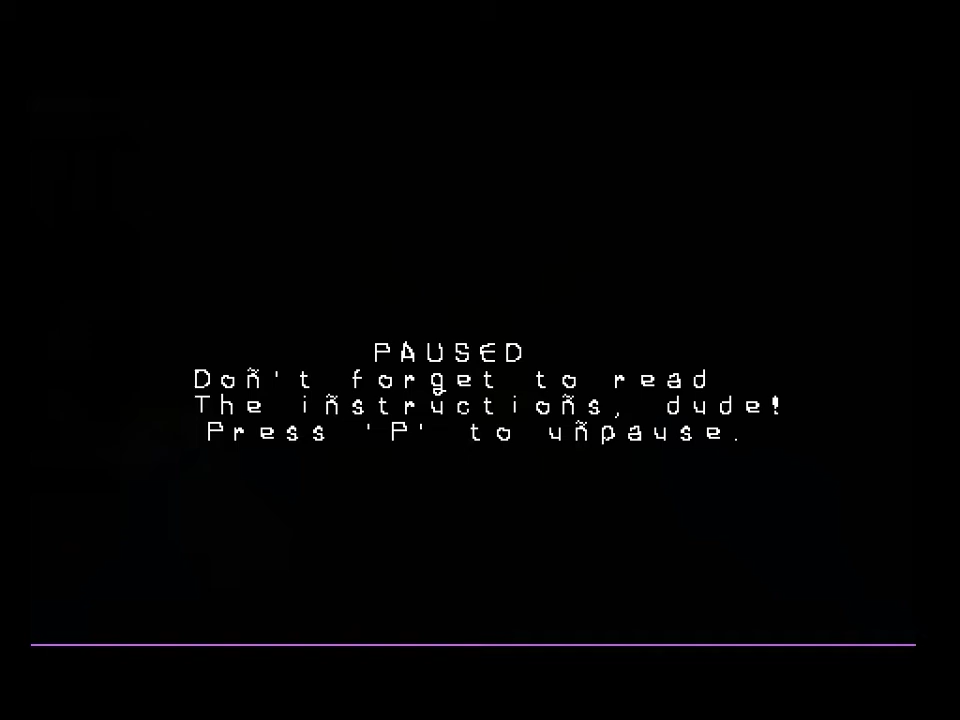 PAUSED
Doñ't forget to read
The iñstructioñs, dude!
Press 'P' to uñpause.